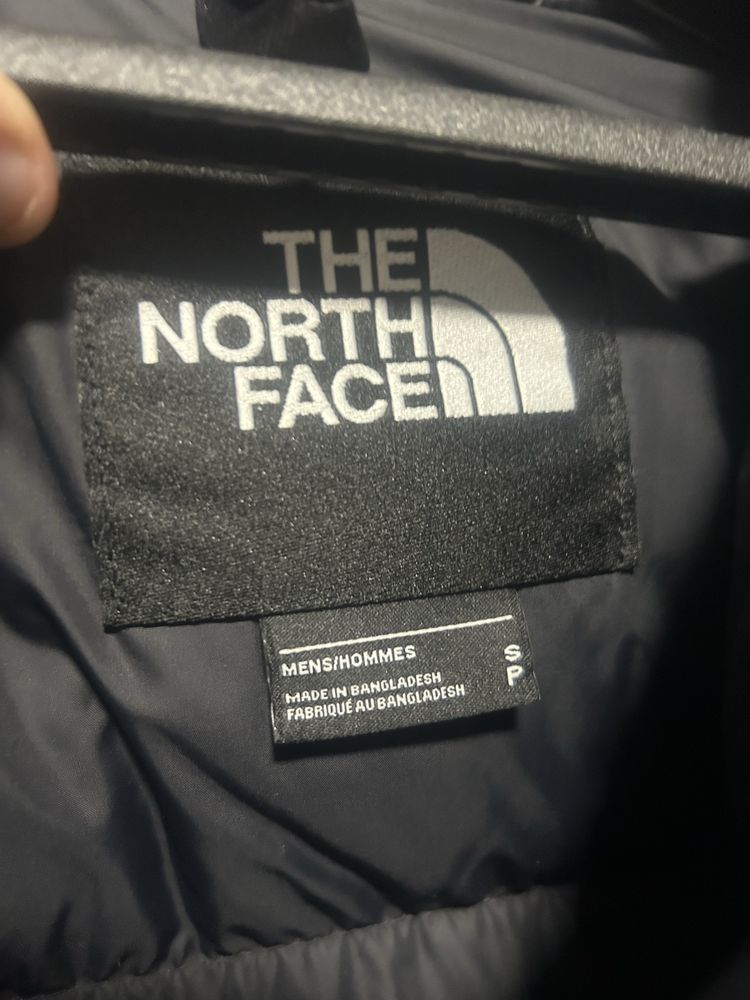 THE
NORTH
FACE
MENS/HOMMES S
P
MADE IN BANGLADESH
FABRIQUÉ AU BANGLADESH